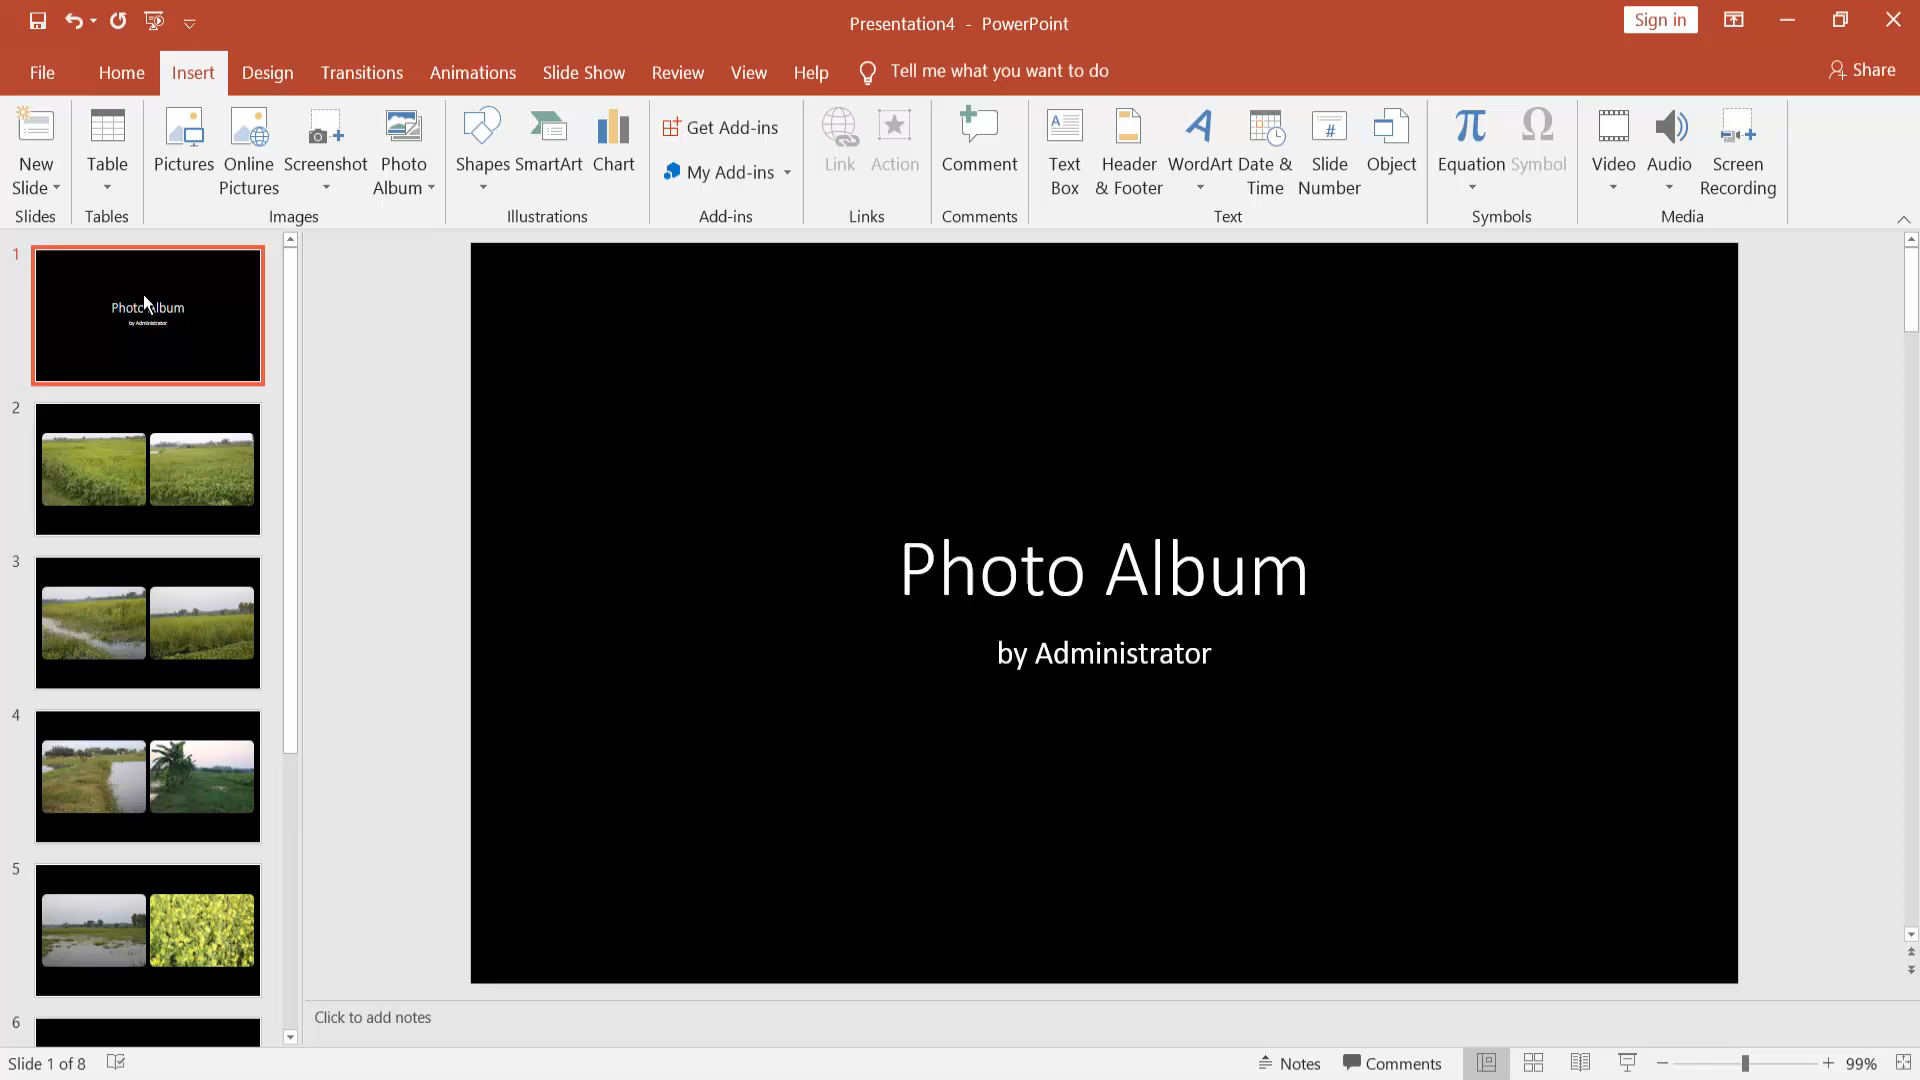 Presentation4 - PowerPoint
Sign in
File Home Insert Design Transitions Animations Slide Show Review View Help Tell me what you want to do Share
New Slide
Table
Pictures
Online Pictures
Screenshot
Photo Album
Shapes
SmartArt
Chart
Get Add-ins
My Add-ins
Link
Action
Comment
Text Box
Header & Footer
WordArt
Date & Time
Slide Number
Object
Equation
Symbol
Video
Audio
Screen Recording
Slides Tables Images Illustrations Add-ins Links Comments Text Symbols Media
1
Photo Album
by Administrator
2
3
4
5
6
Photo Album
by Administrator
Click to add notes
Slide 1 of 8
Notes Comments 99%